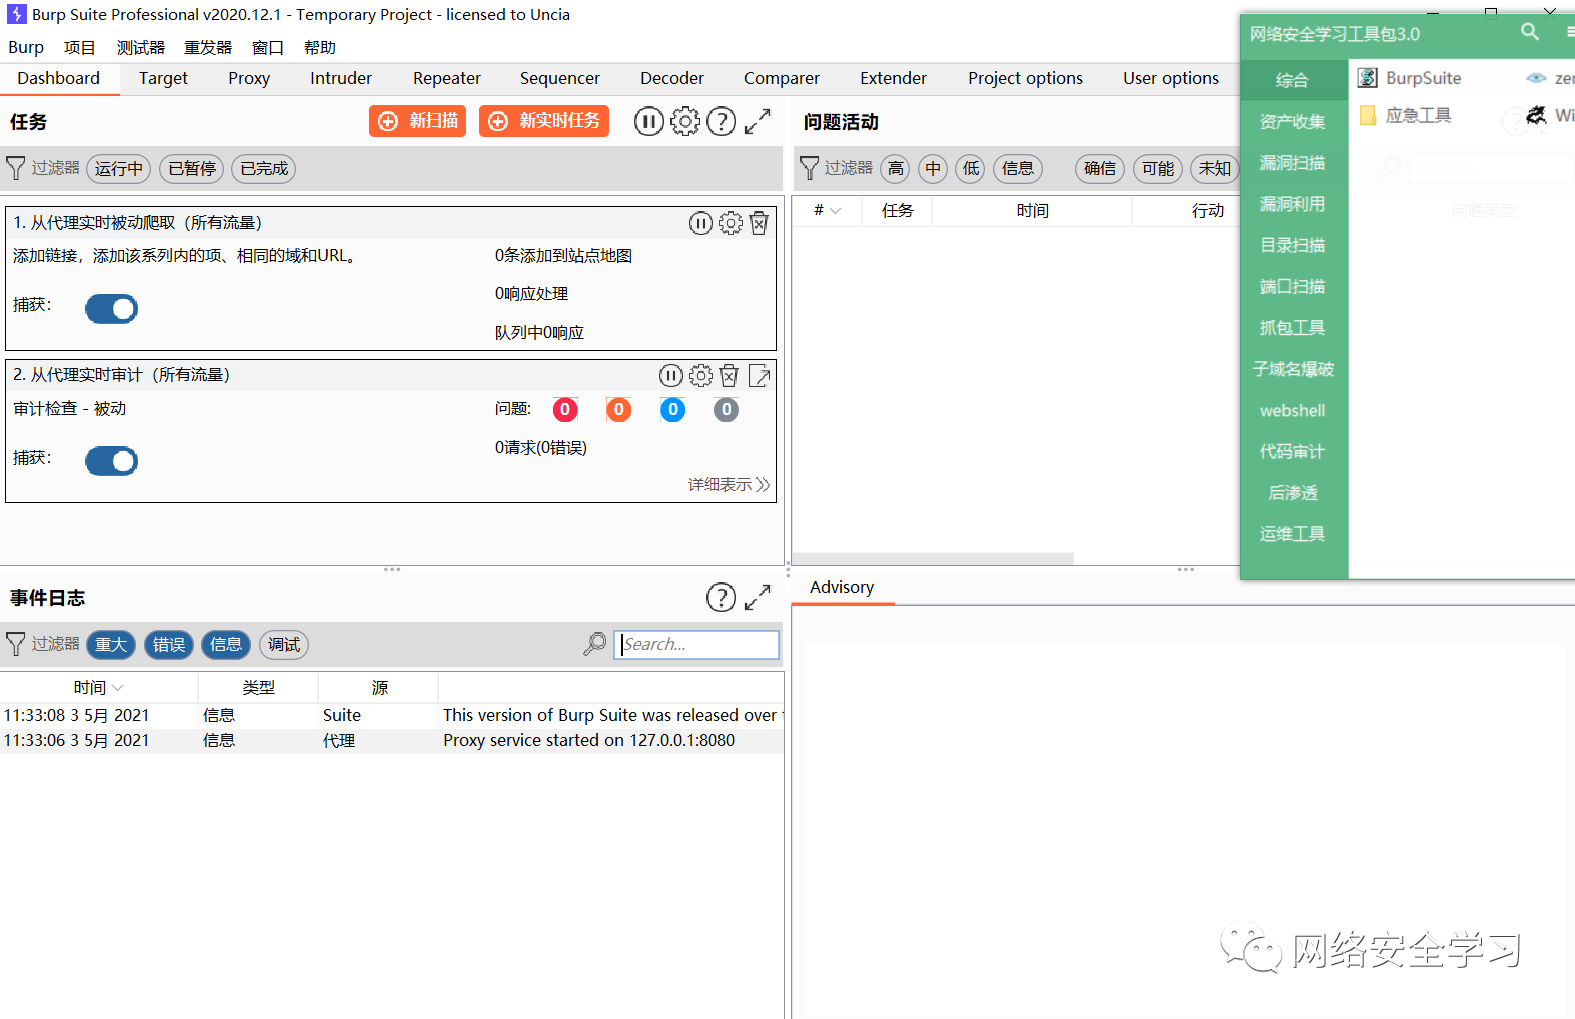 Burp Suite Professional v2020.12.1 - Temporary Project - licensed to Uncia
Burp 项目 测试器 重发器 窗口 帮助
Dashboard Target Proxy Intruder Repeater Sequencer Decoder Comparer Extender Project options User options
任务 新扫描 新实时任务
过滤器 运行中 已暂停 已完成
1. 从代理实时被动爬取（所有流量）
添加链接，添加该系列内的项、相同的域和URL。 0条添加到站点地图
0响应处理
捕获：
队列中0响应
2. 从代理实时审计（所有流量）
审计检查 - 被动 问题: 0 0 0 0
0请求(0错误)
捕获：
详细表示
问题活动
过滤器 高 中 低 信息 确信 可能 未知
# 任务 时间 行动
网络安全学习工具包3.0
综合
资产收集
漏洞扫描
漏洞利用
目录扫描
端口扫描
抓包工具
子域名爆破
webshell
代码审计
后渗透
运维工具
BurpSuite zer
应急工具 Wi
Search...
问题类型
事件日志
过滤器 重大 错误 信息 调试 Search...
时间 类型 源
11:33:08 3 5月 2021 信息 Suite This version of Burp Suite was released over
11:33:06 3 5月 2021 信息 代理 Proxy service started on 127.0.0.1:8080
Advisory
网络安全学习